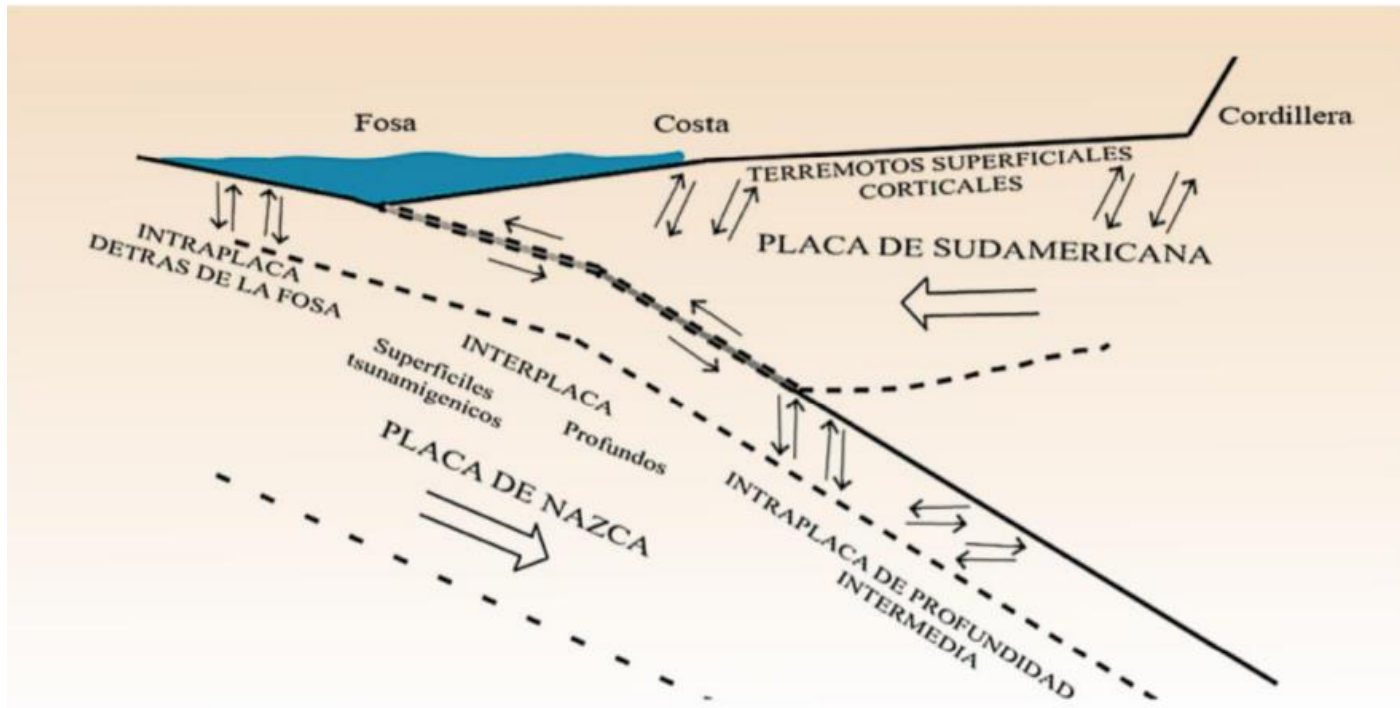 Fosa
Costa
Cordillera
TERREMOTOS SUPERFICIALES
CORTICALES
PLACA DE SUDAMERICANA
INTRAPLACA
DETRAS DE LA FOSA
INTERPLACA
Superficiles
tsunamigenicos
Profundos
PLACA DE NAZCA
INTRAPLACA DE PROFUNDIDAD
INTERMEDIA